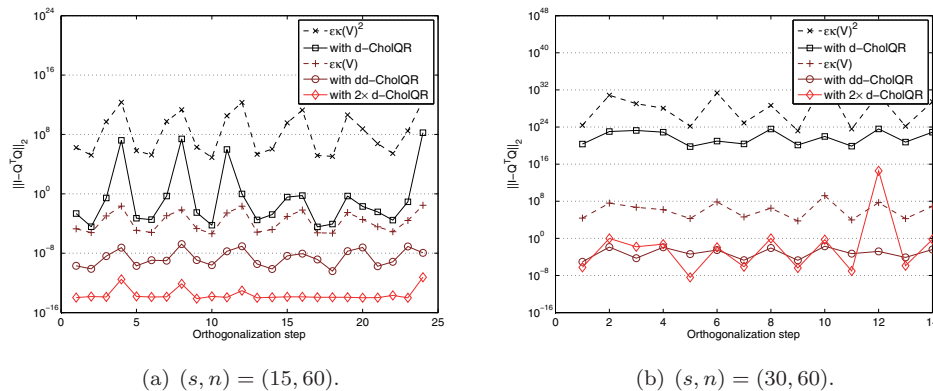 10^24
10^16
10^8
10^0
10^−8
10^−16
||I−Q^T Q||_2
0
5
10
15
20
25
Orthogonalization step
εκ(V)^2
with d−CholQR
εκ(V)
with dd−CholQR
with 2× d−CholQR
(a) (s, n) = (15, 60).
10^48
10^40
10^32
10^24
10^16
10^8
10^0
10^−8
10^−16
||I−Q^T Q||_2
0
2
4
6
8
10
12
14
Orthogonalization step
εκ(V)^2
with d−CholQR
εκ(V)
with dd−CholQR
with 2× d−CholQR
(b) (s, n) = (30, 60).